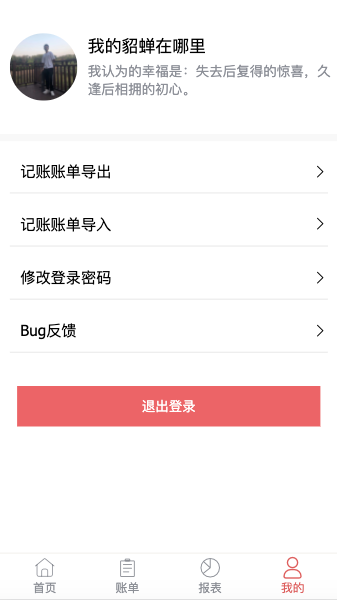 我的貂蝉在哪里
我认为的幸福是：失去后复得的惊喜，久
逢后相拥的初心。
记账账单导出
记账账单导入
修改登录密码
Bug反馈
退出登录
首页
账单
报表
我的